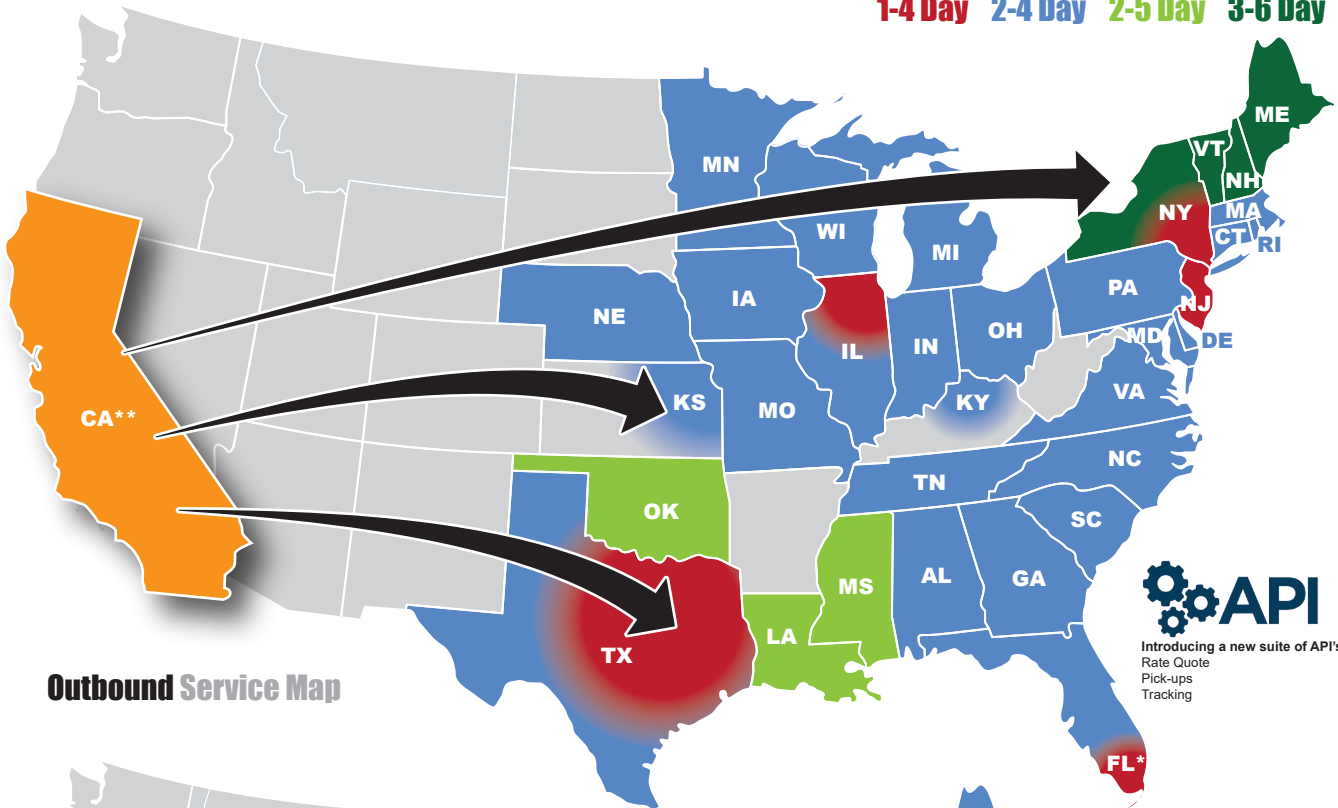 1-4 Day 2-4 Day 2-5 Day 3-6 Day
ME
VT
NH
MN
NY
MA
WI
CT
RI
MI
PA
IA
NJ
NE
OH
MD
DE
IL
IN
KS
KY
VA
MO
CA**
NC
TN
OK
SC
AL
GA
MS
API
LA
Introducing a new suite of API's
TX
Rate Quote
Pick-ups
Outbound Service Map
Tracking
FL*